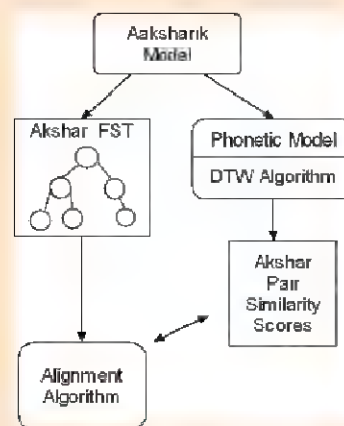 Aaksharik
Model
Akshar FST
Phonetic Model
DTW Algorithm
Akshar
Pair
Similarity
Scores
Alignment
Algorithm